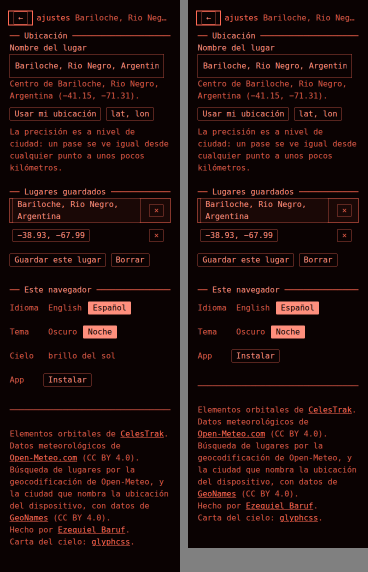 ← ajustes Bariloche, Río Neg…
Ubicación
Nombre del lugar
Bariloche, Río Negro, Argentin
Centro de Bariloche, Río Negro,
Argentina (−41.15, −71.31).
Usar mi ubicación lat, lon
La precisión es a nivel de
ciudad: un pase se ve igual desde
cualquier punto a unos pocos
kilómetros.
Lugares guardados
Bariloche, Río Negro,
Argentina ×
−38.93, −67.99 ×
Guardar este lugar Borrar
Este navegador
Idioma English Español
Tema Oscuro Noche
Cielo brillo del sol
App Instalar
Elementos orbitales de CelesTrak.
Datos meteorológicos de
Open-Meteo.com (CC BY 4.0).
Búsqueda de lugares por la
geocodificación de Open-Meteo, y
la ciudad que nombra la ubicación
del dispositivo, con datos de
GeoNames (CC BY 4.0).
Hecho por Ezequiel Baruf.
Carta del cielo: glyphcss.
← ajustes Bariloche, Río Neg…
Ubicación
Nombre del lugar
Bariloche, Río Negro, Argentin
Centro de Bariloche, Río Negro,
Argentina (−41.15, −71.31).
Usar mi ubicación lat, lon
La precisión es a nivel de
ciudad: un pase se ve igual desde
cualquier punto a unos pocos
kilómetros.
Lugares guardados
Bariloche, Río Negro,
Argentina ×
−38.93, −67.99 ×
Guardar este lugar Borrar
Este navegador
Idioma English Español
Tema Oscuro Noche
App Instalar
Elementos orbitales de CelesTrak.
Datos meteorológicos de
Open-Meteo.com (CC BY 4.0).
Búsqueda de lugares por la
geocodificación de Open-Meteo, y
la ciudad que nombra la ubicación
del dispositivo, con datos de
GeoNames (CC BY 4.0).
Hecho por Ezequiel Baruf.
Carta del cielo: glyphcss.